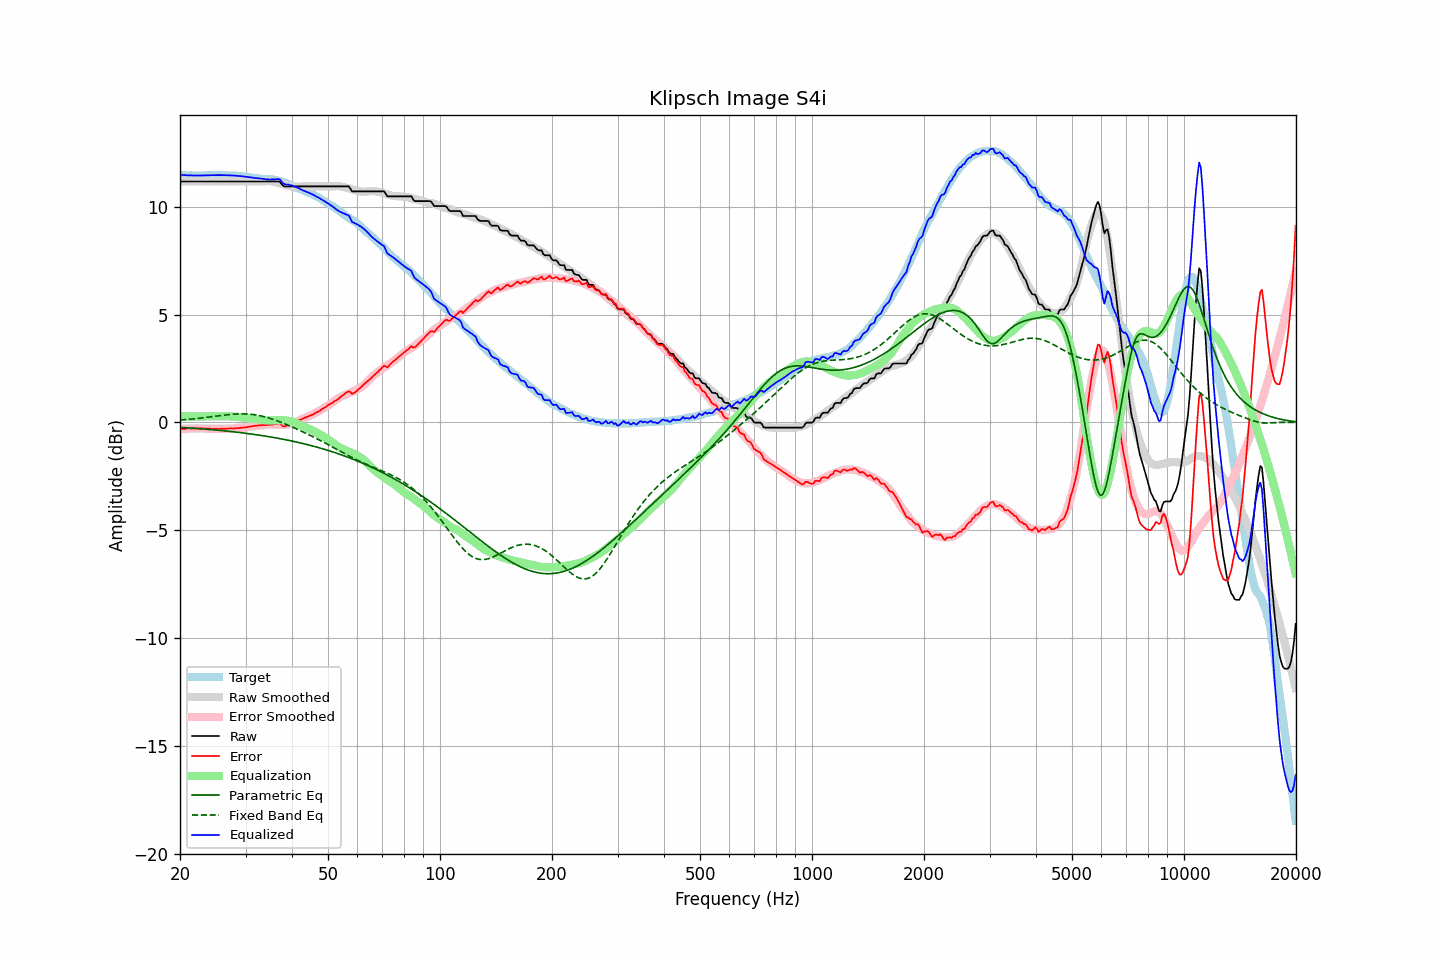 Klipsch Image S4i
Amplitude (dBr)
10
5
0
−5
−10
−15
−20
Target
Raw Smoothed
Error Smoothed
Raw
Error
Equalization
Parametric Eq
Fixed Band Eq
Equalized
20 50 100 200 500 1000 2000 5000 10000 20000
Frequency (Hz)